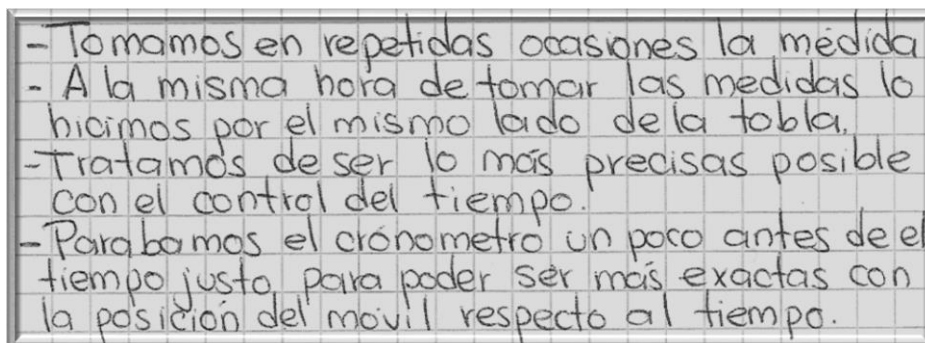 - Tomamos en repetidas ocasiones la medida
- A la misma hora de tomar las medidas lo
hicimos por el mismo lado de la tabla.
- Tratamos de ser lo más precisas posible
con el control del tiempo.
- Parabamos el crónometro un poco antes de el
tiempo justo para poder ser más exactas con
la posición del movil respecto al tiempo.